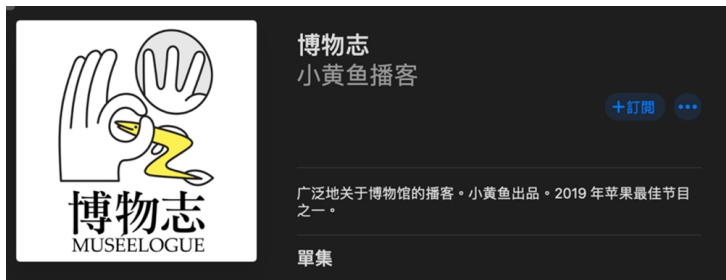 博物志
MUSEELOGUE
博物志
小黄鱼播客
+訂閱
广泛地关于博物馆的播客。小黄鱼出品。2019 年苹果最佳节目
之一。
單集